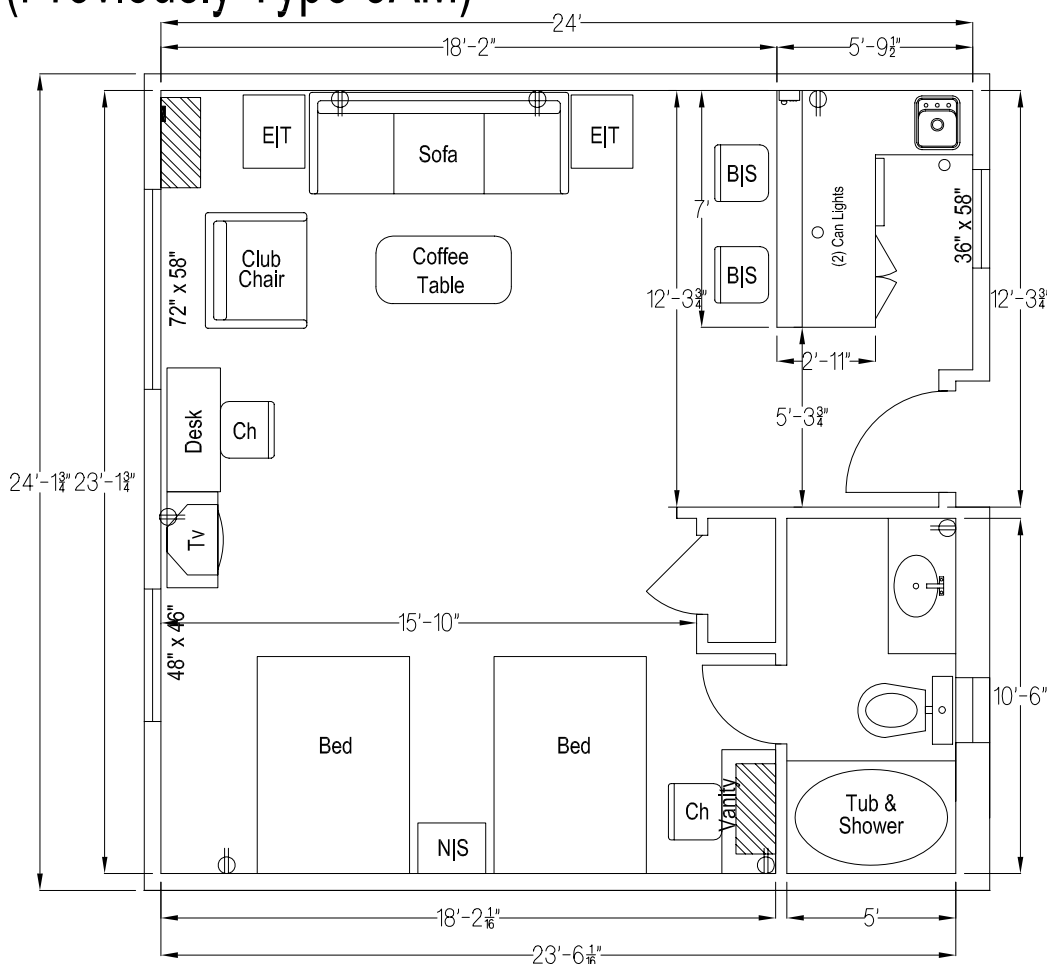 24'
18'-2"
5'-9½"
E|T
Sofa
E|T
B|S
7'
(2) Can Lights
36" x 58"
72" x 58"
Club
Chair
Coffee
Table
B|S
12'-3¾"
12'-3¾"
2'-11"
Desk
Ch
5'-3¾"
24'-1¾"
23'-1¾"
Tv
48" x 46"
15'-10"
10'-6"
Bed
Bed
Ch
Vanity
Tub &
Shower
N|S
18'-2 1/16"
5'
23'-6 1/16"